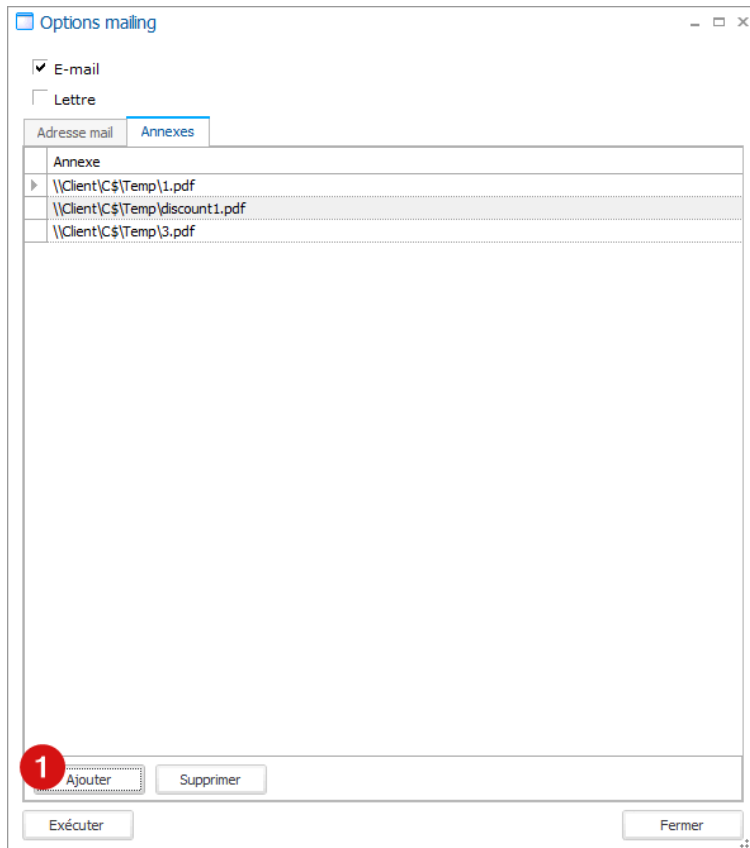 Options mailing
E-mail
Lettre
Adresse mail Annexes
Annexe
\\Client\C$\Temp\1.pdf
\\Client\C$\Temp\discount1.pdf
\\Client\C$\Temp\3.pdf
1 Ajouter Supprimer
Exécuter Fermer